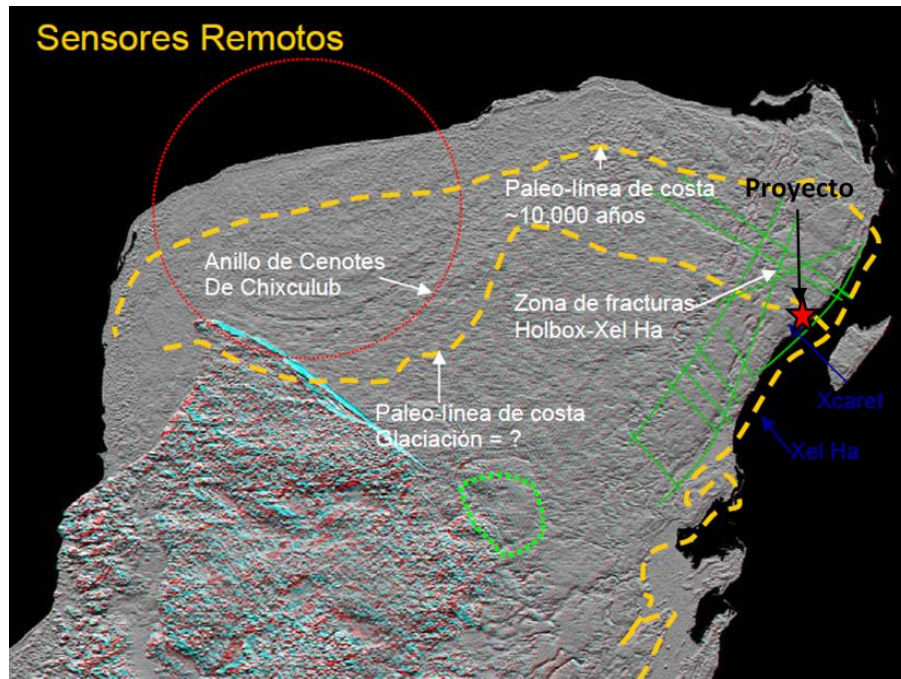 Sensores Remotos
Paleo-línea de costa
~10,000 años
Proyecto
Anillo de Cenotes
De Chixculub
Zona de fracturas
Holbox-Xel Ha
Xcaret
Paleo-línea de costa
Glaciación = ?
Xel Ha